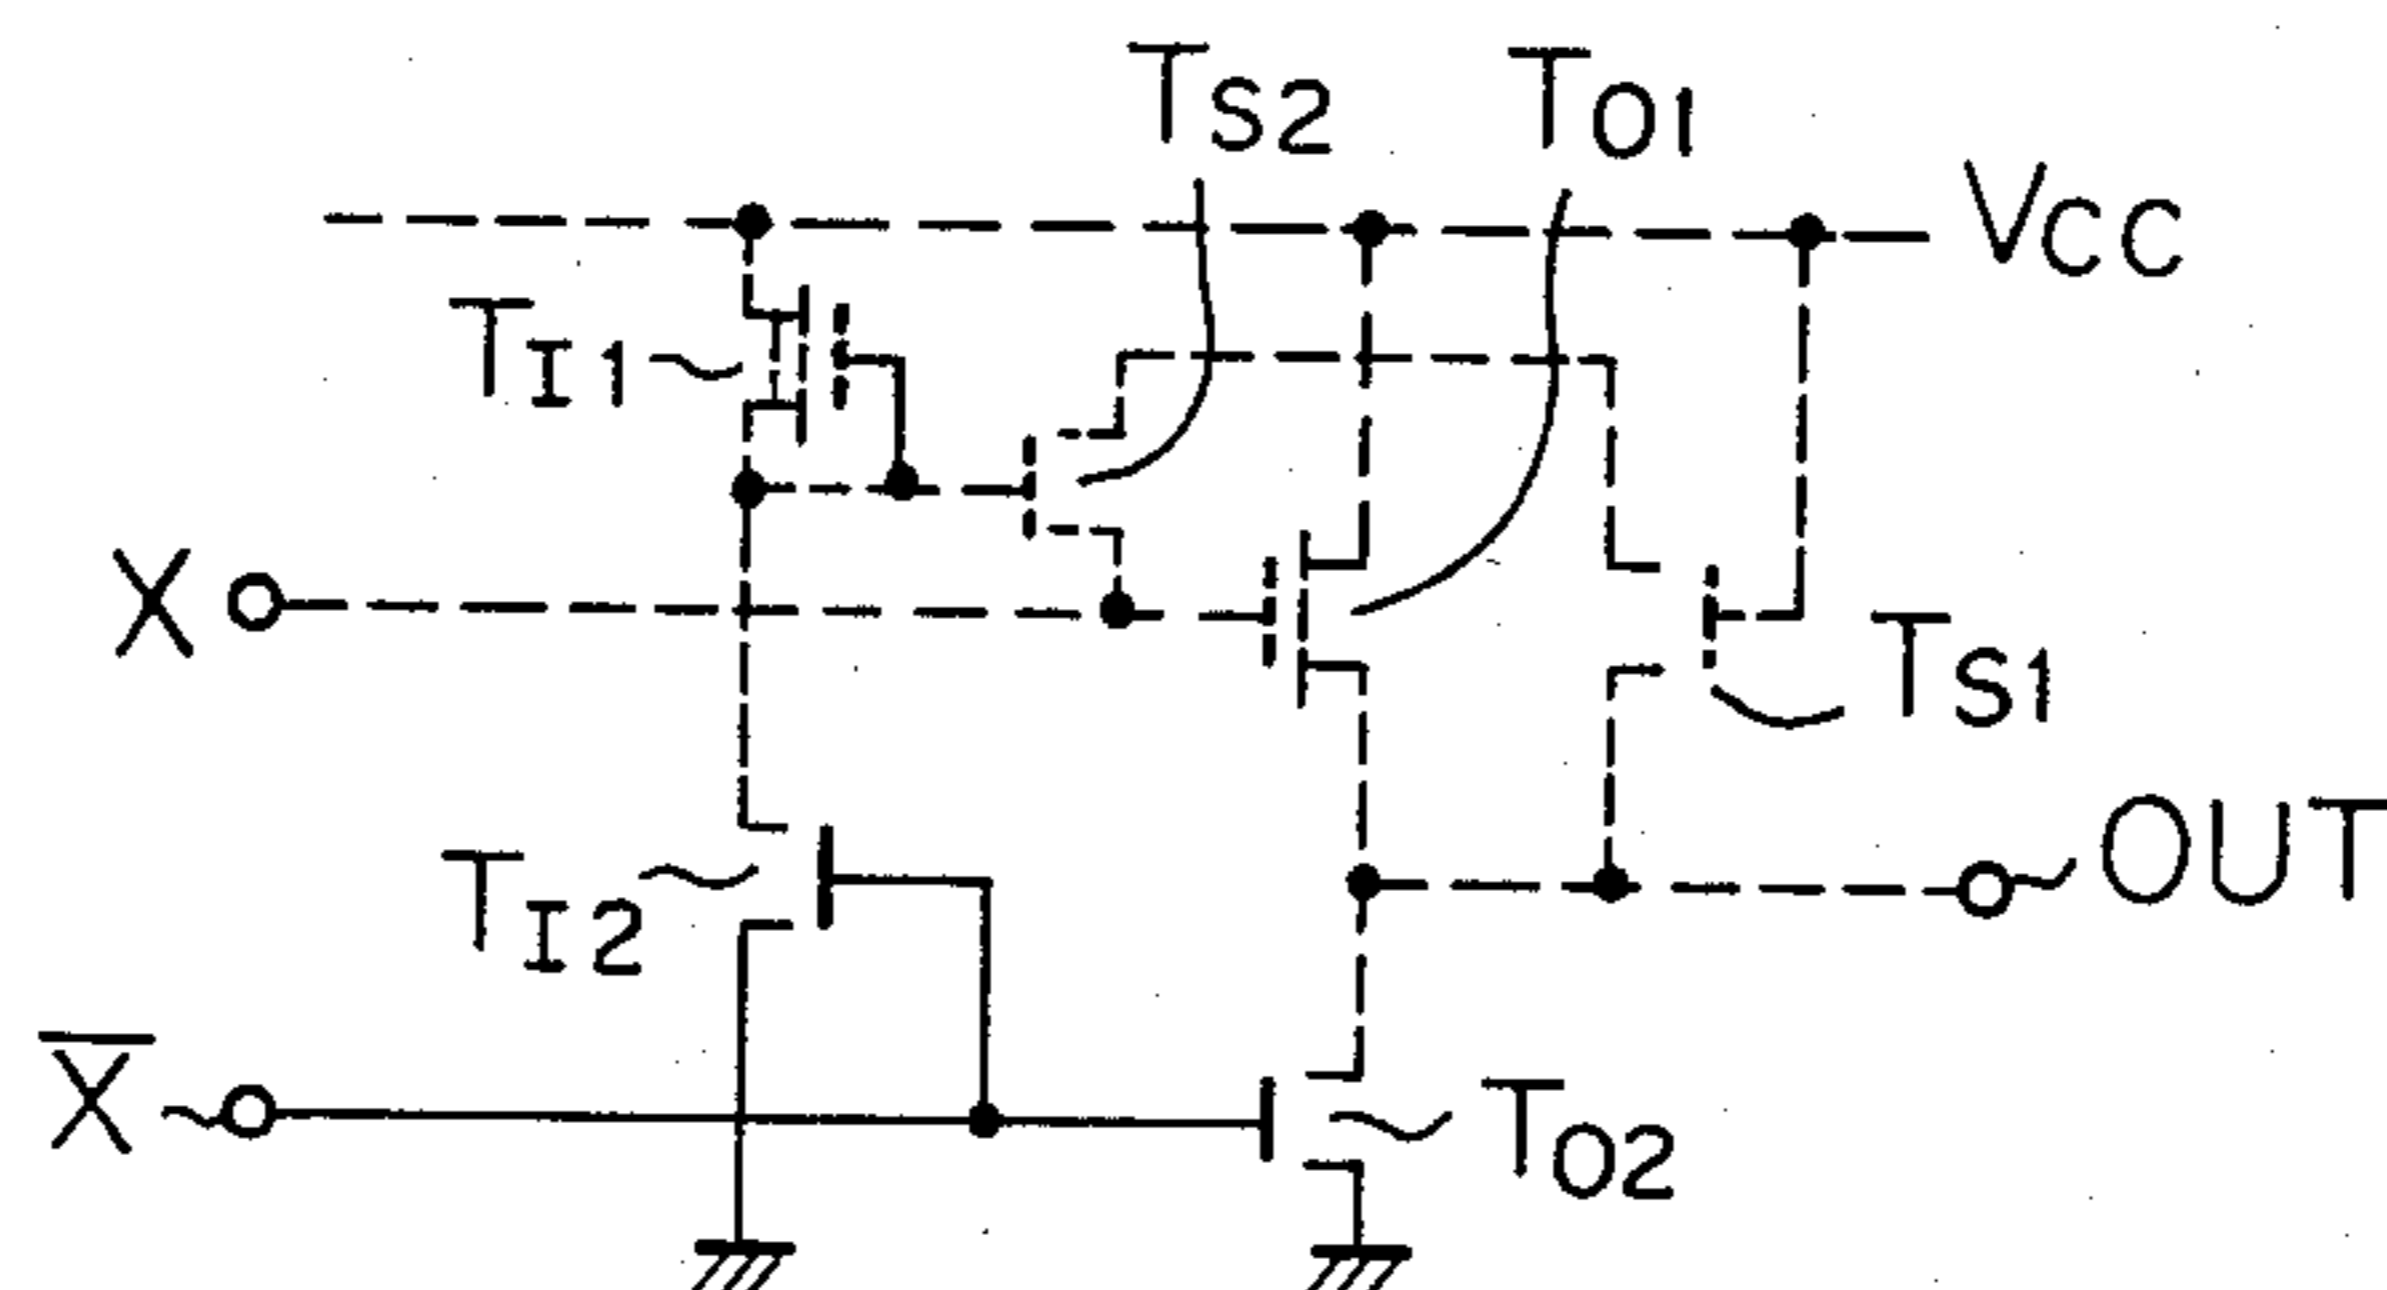 TS2
TO1
VCC
TI1
X
TS1
OUT
TI2
X̅
TO2